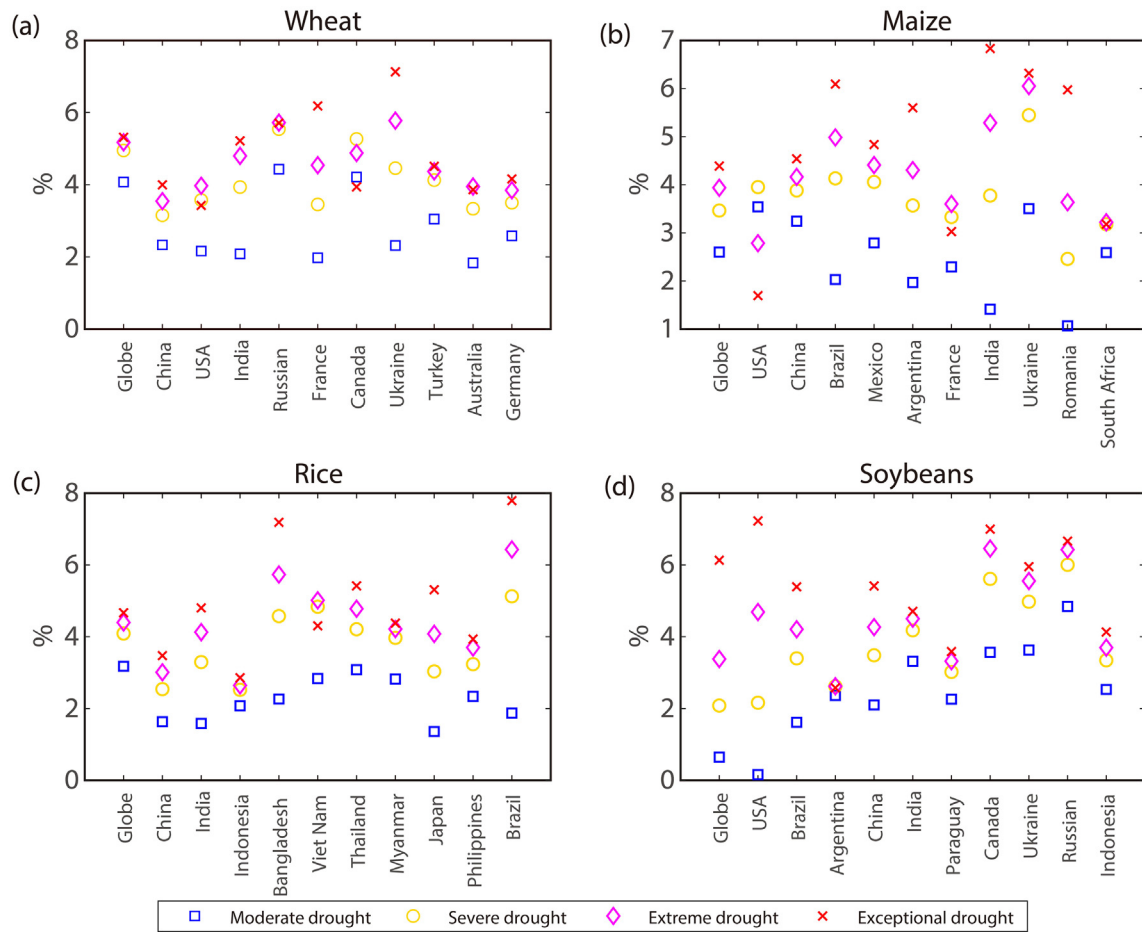 (a) Wheat
8
6
4
2
0
%
Globe
China
USA
India
Russian
France
Canada
Ukraine
Turkey
Australia
Germany
(b) Maize
7
6
5
4
3
2
1
%
Globe
USA
China
Brazil
Mexico
Argentina
France
India
Ukraine
Romania
South Africa
(c) Rice
8
6
4
2
0
%
Globe
China
India
Indonesia
Bangladesh
Viet Nam
Thailand
Myanmar
Japan
Philippines
Brazil
(d) Soybeans
8
6
4
2
0
%
Globe
USA
Brazil
Argentina
China
India
Paraguay
Canada
Ukraine
Russian
Indonesia
Moderate drought Severe drought Extreme drought Exceptional drought